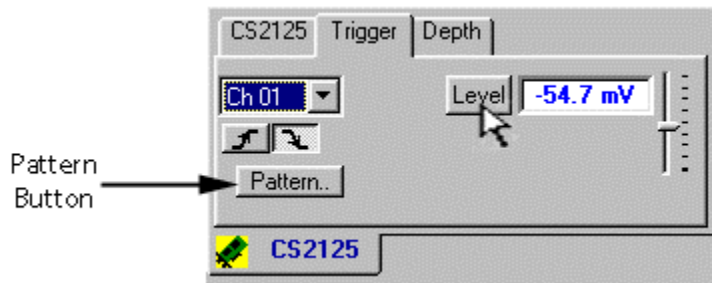 CS2125 Trigger Depth
Ch 01 Level -54.7 mV
Pattern Button
Pattern..
CS2125